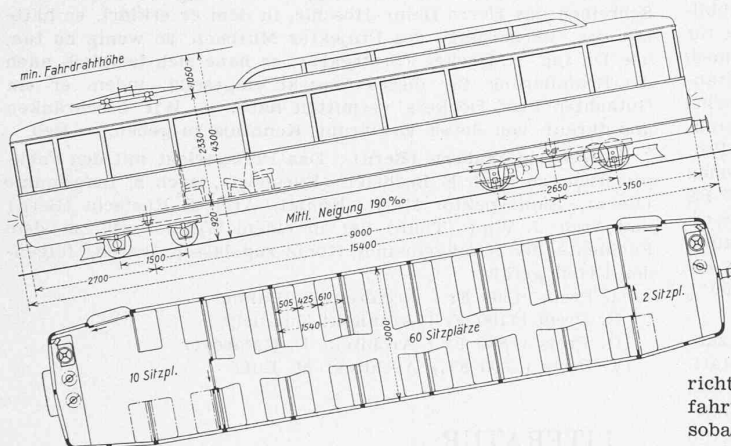 min. Fahrdrahthöhe
1050
2330
4300
920
2650
3150
Mittl. Neigung 190 ‰
1500
2700
9000
15400
505 425 610
1540
3000
10 Sitzpl.
60 Sitzplätze
2 Sitzpl.
richt
fahr
soba